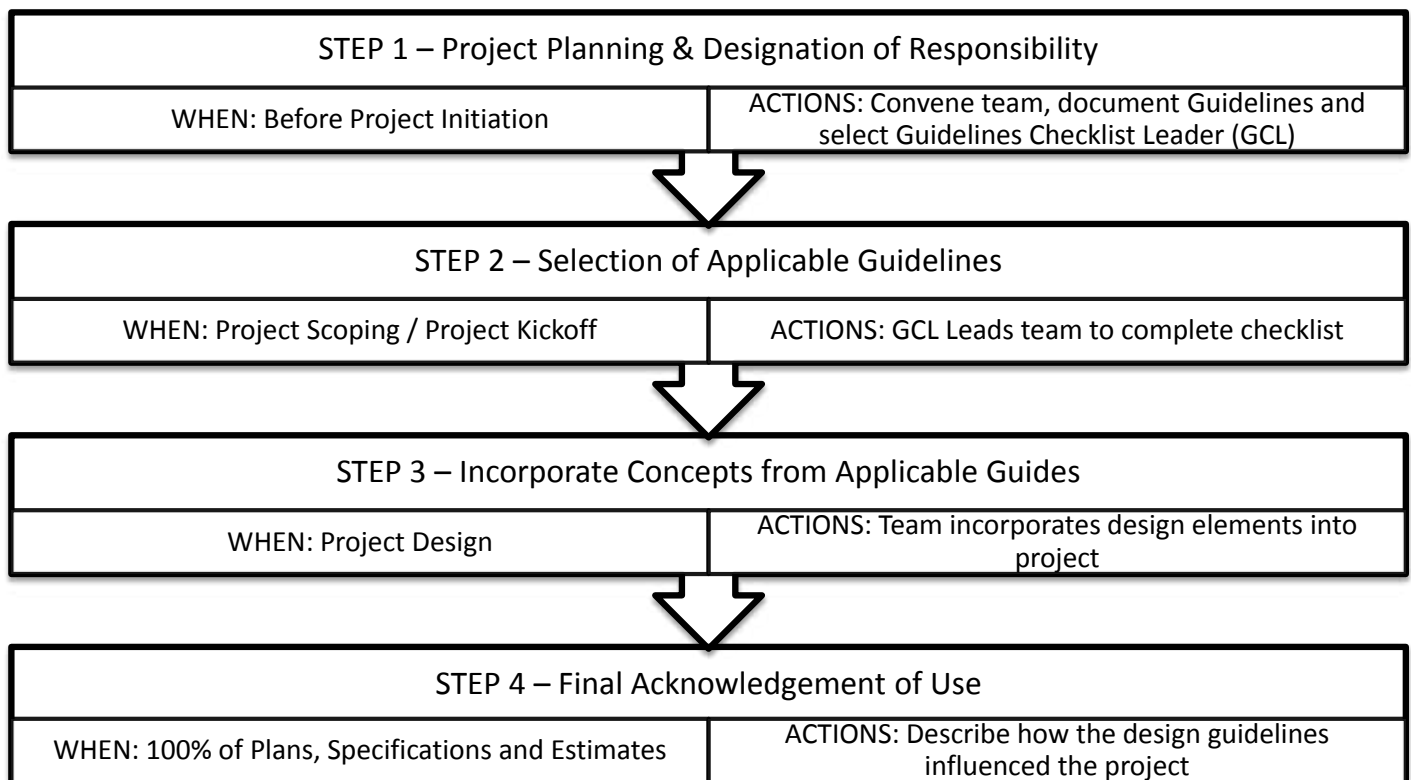 STEP 1 – Project Planning & Designation of Responsibility
WHEN: Before Project Initiation
ACTIONS: Convene team, document Guidelines and
select Guidelines Checklist Leader (GCL)
STEP 2 – Selection of Applicable Guidelines
WHEN: Project Scoping / Project Kickoff
ACTIONS: GCL Leads team to complete checklist
STEP 3 – Incorporate Concepts from Applicable Guides
WHEN: Project Design
ACTIONS: Team incorporates design elements into
project
STEP 4 – Final Acknowledgement of Use
WHEN: 100% of Plans, Specifications and Estimates
ACTIONS: Describe how the design guidelines
influenced the project